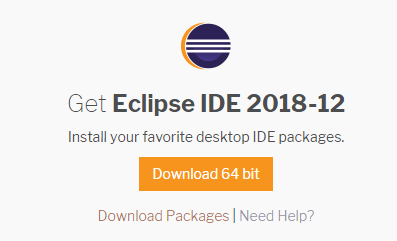 Get Eclipse IDE 2018-12
Install your favorite desktop IDE packages.
Download 64 bit
Download Packages | Need Help?